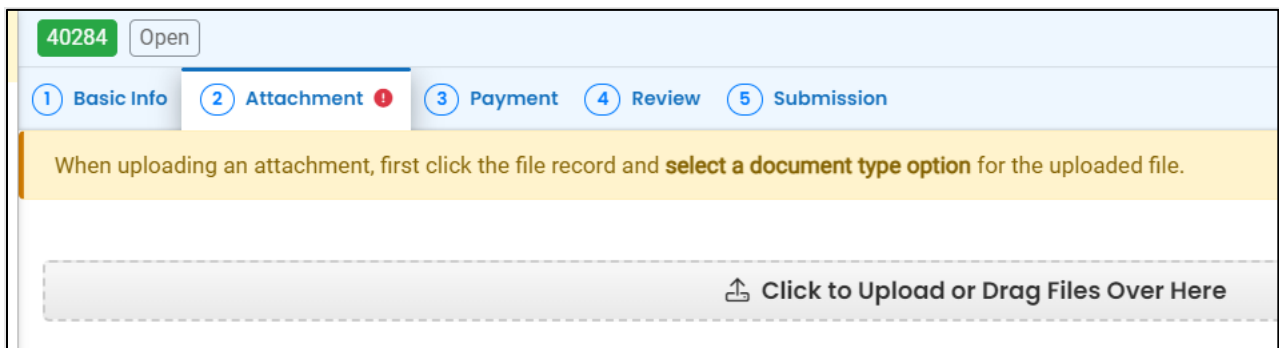 40284 Open
1 Basic Info 2 Attachment ! 3 Payment 4 Review 5 Submission
When uploading an attachment, first click the file record and select a document type option for the uploaded file.
Click to Upload or Drag Files Over Here